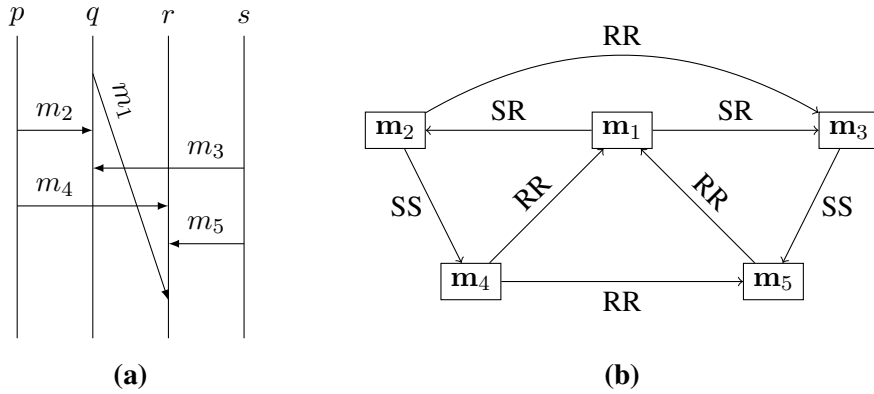 p q r s
m1
m2
m3
m4
m5
(a)
RR
m2 SR m1 SR m3
SS RR RR SS
m4 RR m5
(b)